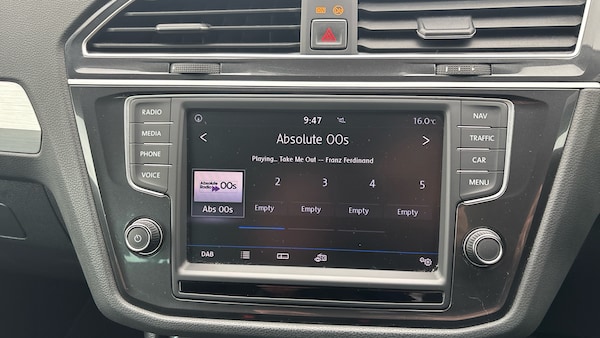 RADIO
MEDIA
PHONE
VOICE
9:47
16.0°C
Absolute 00s
Playing... Take Me Out — Franz Ferdinand
Absolute Radio 00s
2
3
4
5
Abs 00s
Empty
Empty
Empty
Empty
DAB
NAV
TRAFFIC
CAR
MENU